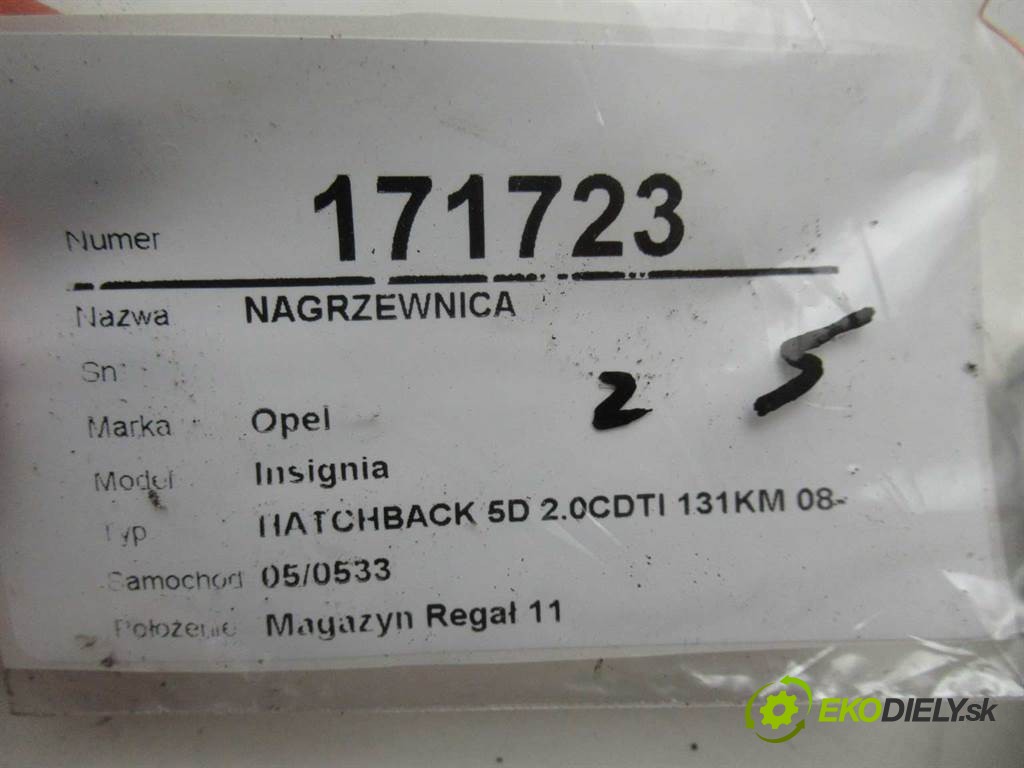 Numer 171723
Nazwa NAGRZEWNICA
Sn
2 5
Marka Opel
Model Insignia
Typ HATCHBACK 5D 2.0CDTI 131KM 08-
Samochod 05/0533
Położenie Magazyn Regał 11
EKODIELY.sk